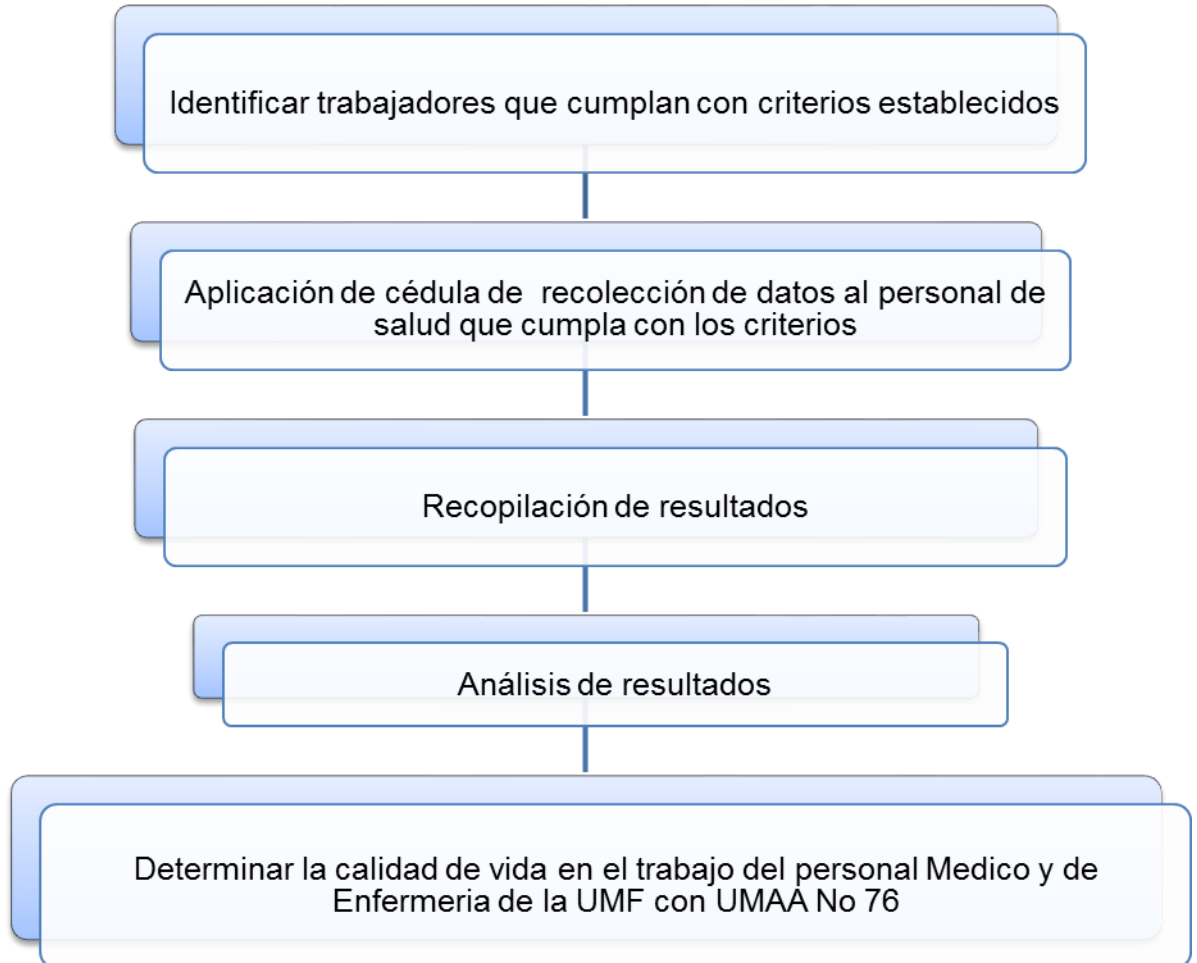 Identificar trabajadores que cumplan con criterios establecidos
Aplicación de cédula de recolección de datos al personal de
salud que cumpla con los criterios
Recopilación de resultados
Análisis de resultados
Determinar la calidad de vida en el trabajo del personal Medico y de
Enfermeria de la UMF con UMAA No 76